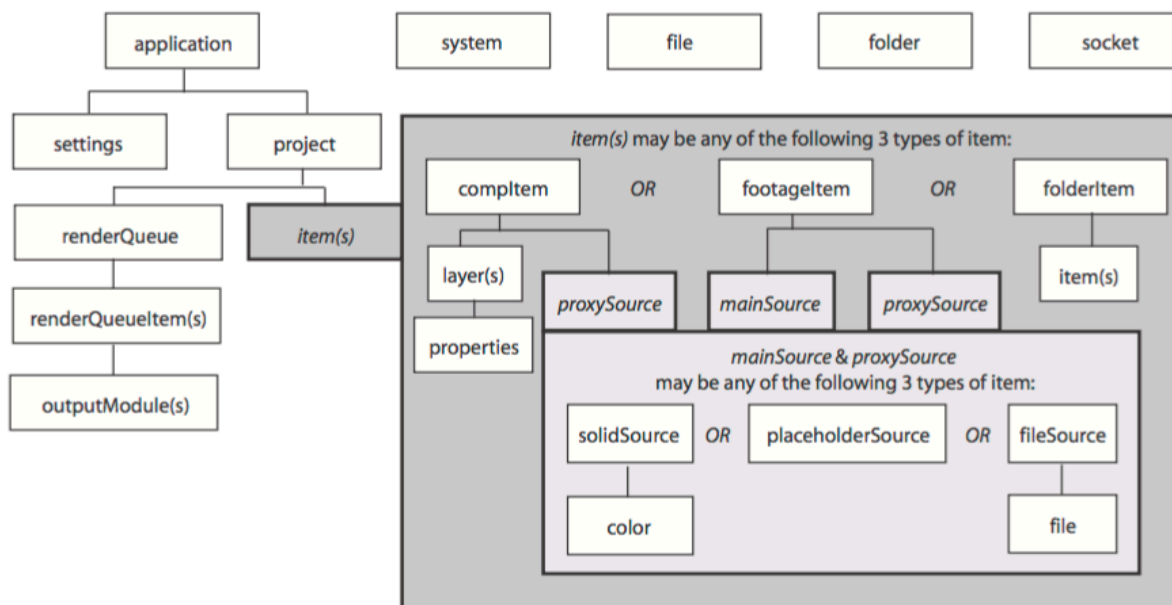 application
system
file
folder
socket
settings
project
item(s) may be any of the following 3 types of item:
compItem
OR
footageItem
OR
folderItem
renderQueue
item(s)
layer(s)
item(s)
proxySource
mainSource
proxySource
renderQueueItem(s)
properties
mainSource & proxySource
may be any of the following 3 types of item:
outputModule(s)
solidSource
OR
placeholderSource
OR
fileSource
color
file